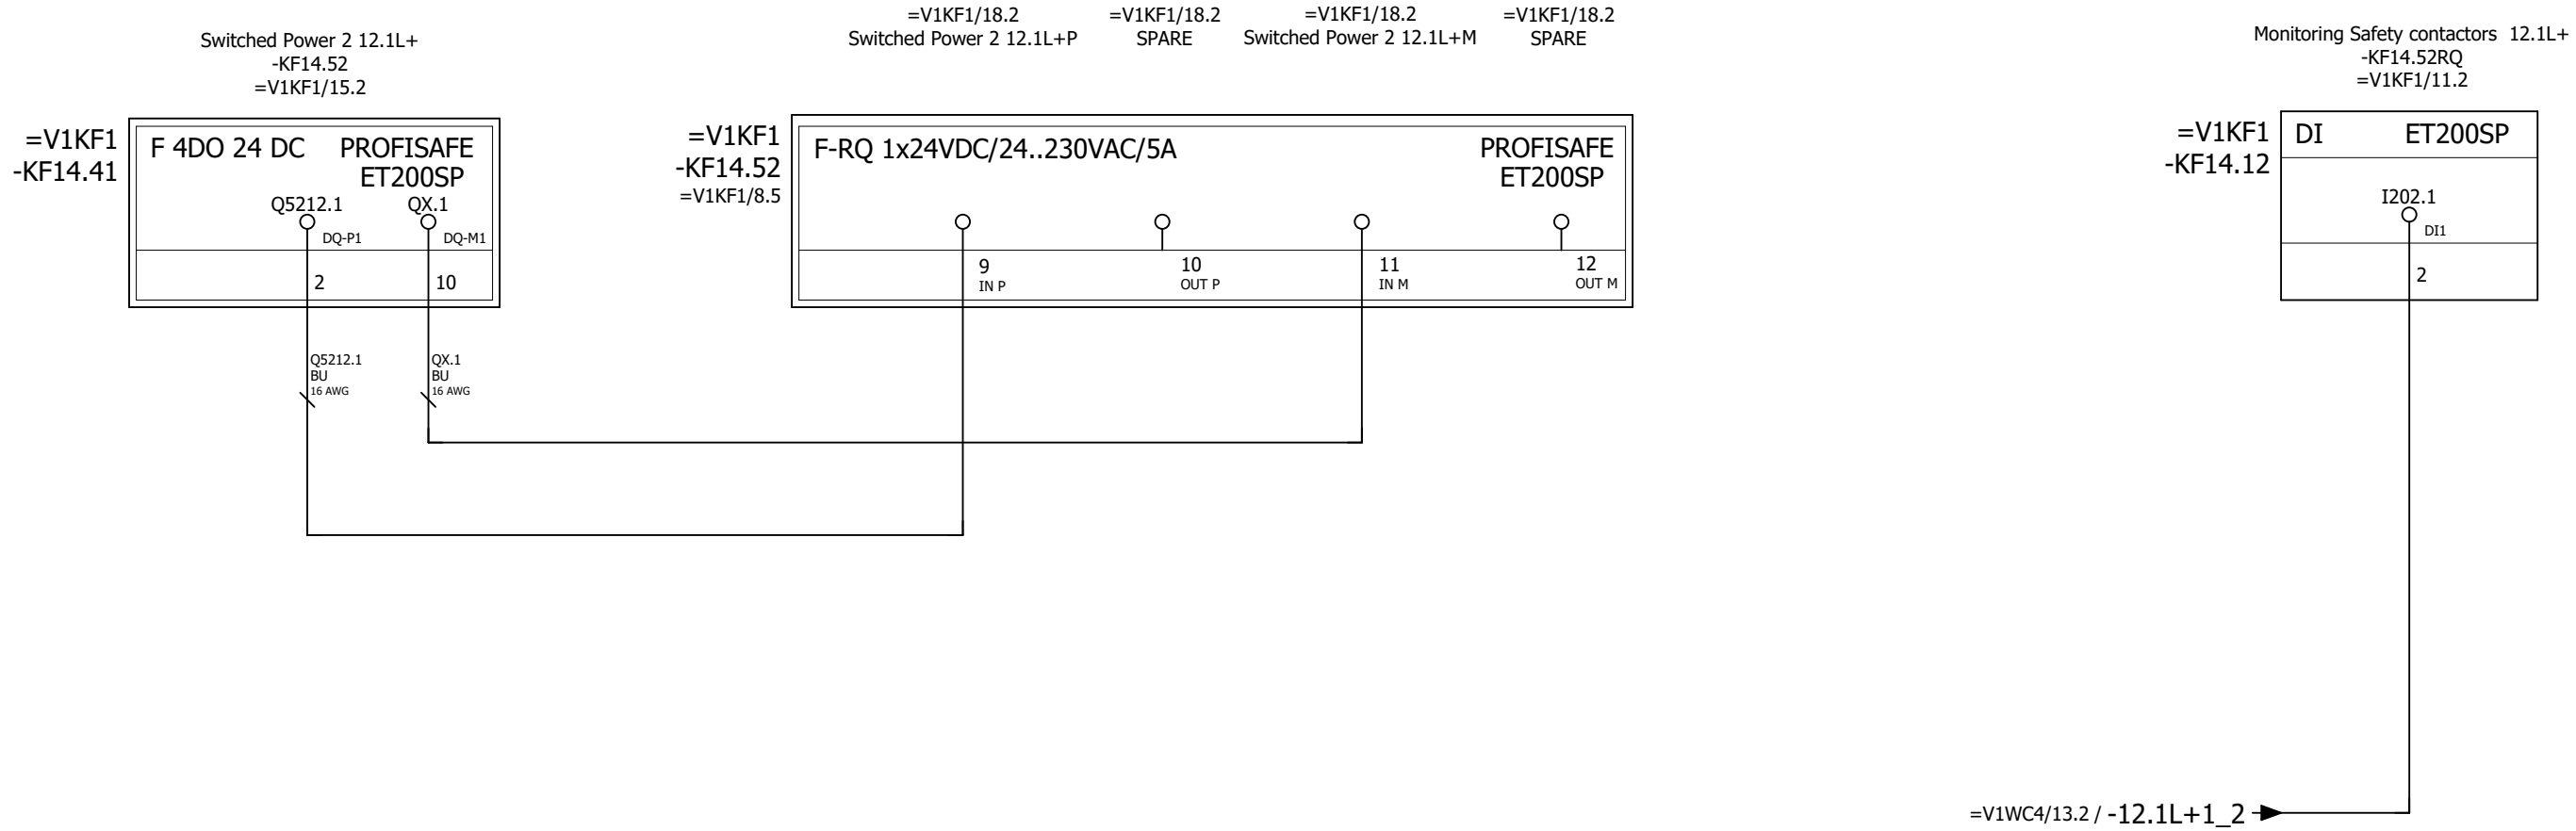 Switched Power 2 12.1L+
-KF14.52
=V1KF1/15.2
=V1KF1
-KF14.41
F 4DO 24 DC PROFISAFE
ET200SP
Q5212.1 QX.1
DQ-P1 DQ-M1
2 10
Q5212.1 QX.1
BU BU
16 AWG 16 AWG
=V1KF1/18.2 =V1KF1/18.2 =V1KF1/18.2 =V1KF1/18.2
Switched Power 2 12.1L+P SPARE Switched Power 2 12.1L+M SPARE
=V1KF1
-KF14.52
=V1KF1/8.5
F-RQ 1x24VDC/24..230VAC/5A PROFISAFE
ET200SP
9 10 11 12
IN P OUT P IN M OUT M
Monitoring Safety contactors 12.1L+
-KF14.52RQ
=V1KF1/11.2
=V1KF1
-KF14.12
DI ET200SP
I202.1
DI1
2
=V1WC4/13.2 / -12.1L+1_2